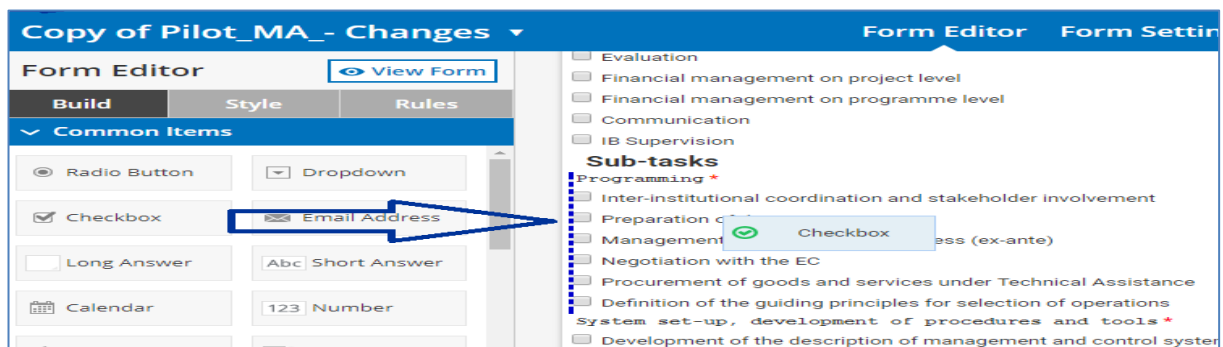 Copy of Pilot_MA_- Changes
Form Editor Form Settin
Form Editor
View Form
Build Style Rules
Common Items
Radio Button
Dropdown
Checkbox
Email Address
Long Answer
Abc Short Answer
Calendar
123 Number
Evaluation
Financial management on project level
Financial management on programme level
Communication
IB Supervision
Sub-tasks
Programming *
Inter-institutional coordination and stakeholder involvement
Preparation
Checkbox
Management ess (ex-ante)
Negotiation with the EC
Procurement of goods and services under Technical Assistance
Definition of the guiding principles for selection of operations
System set-up, development of procedures and tools *
Development of the description of management and control syster